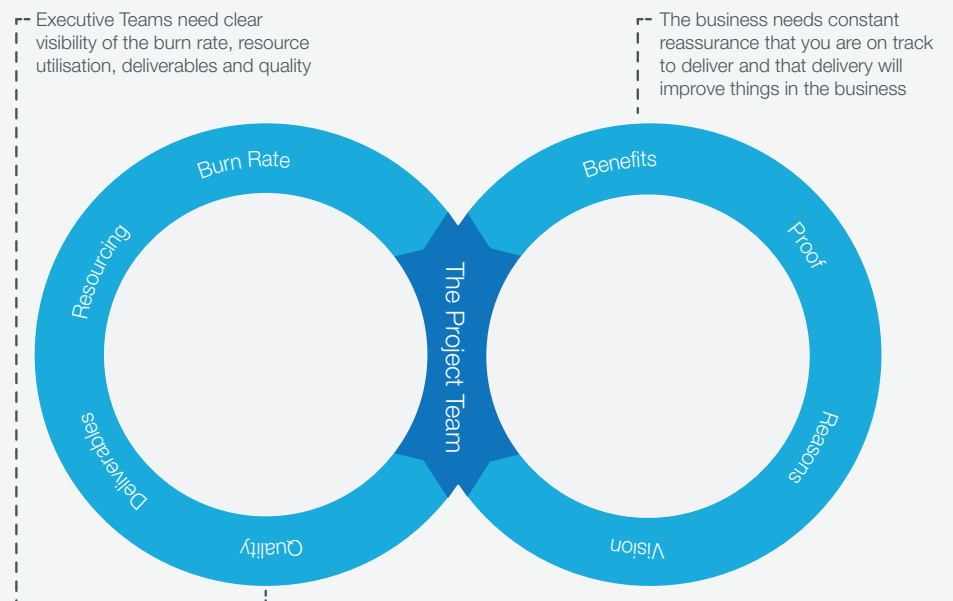 Executive Teams need clear
visibility of the burn rate, resource
utilisation, deliverables and quality
The business needs constant
reassurance that you are on track
to deliver and that delivery will
improve things in the business
Burn Rate
Resourcing
Deliverables
Quality
The Project Team
Benefits
Proof
Reasons
Vision